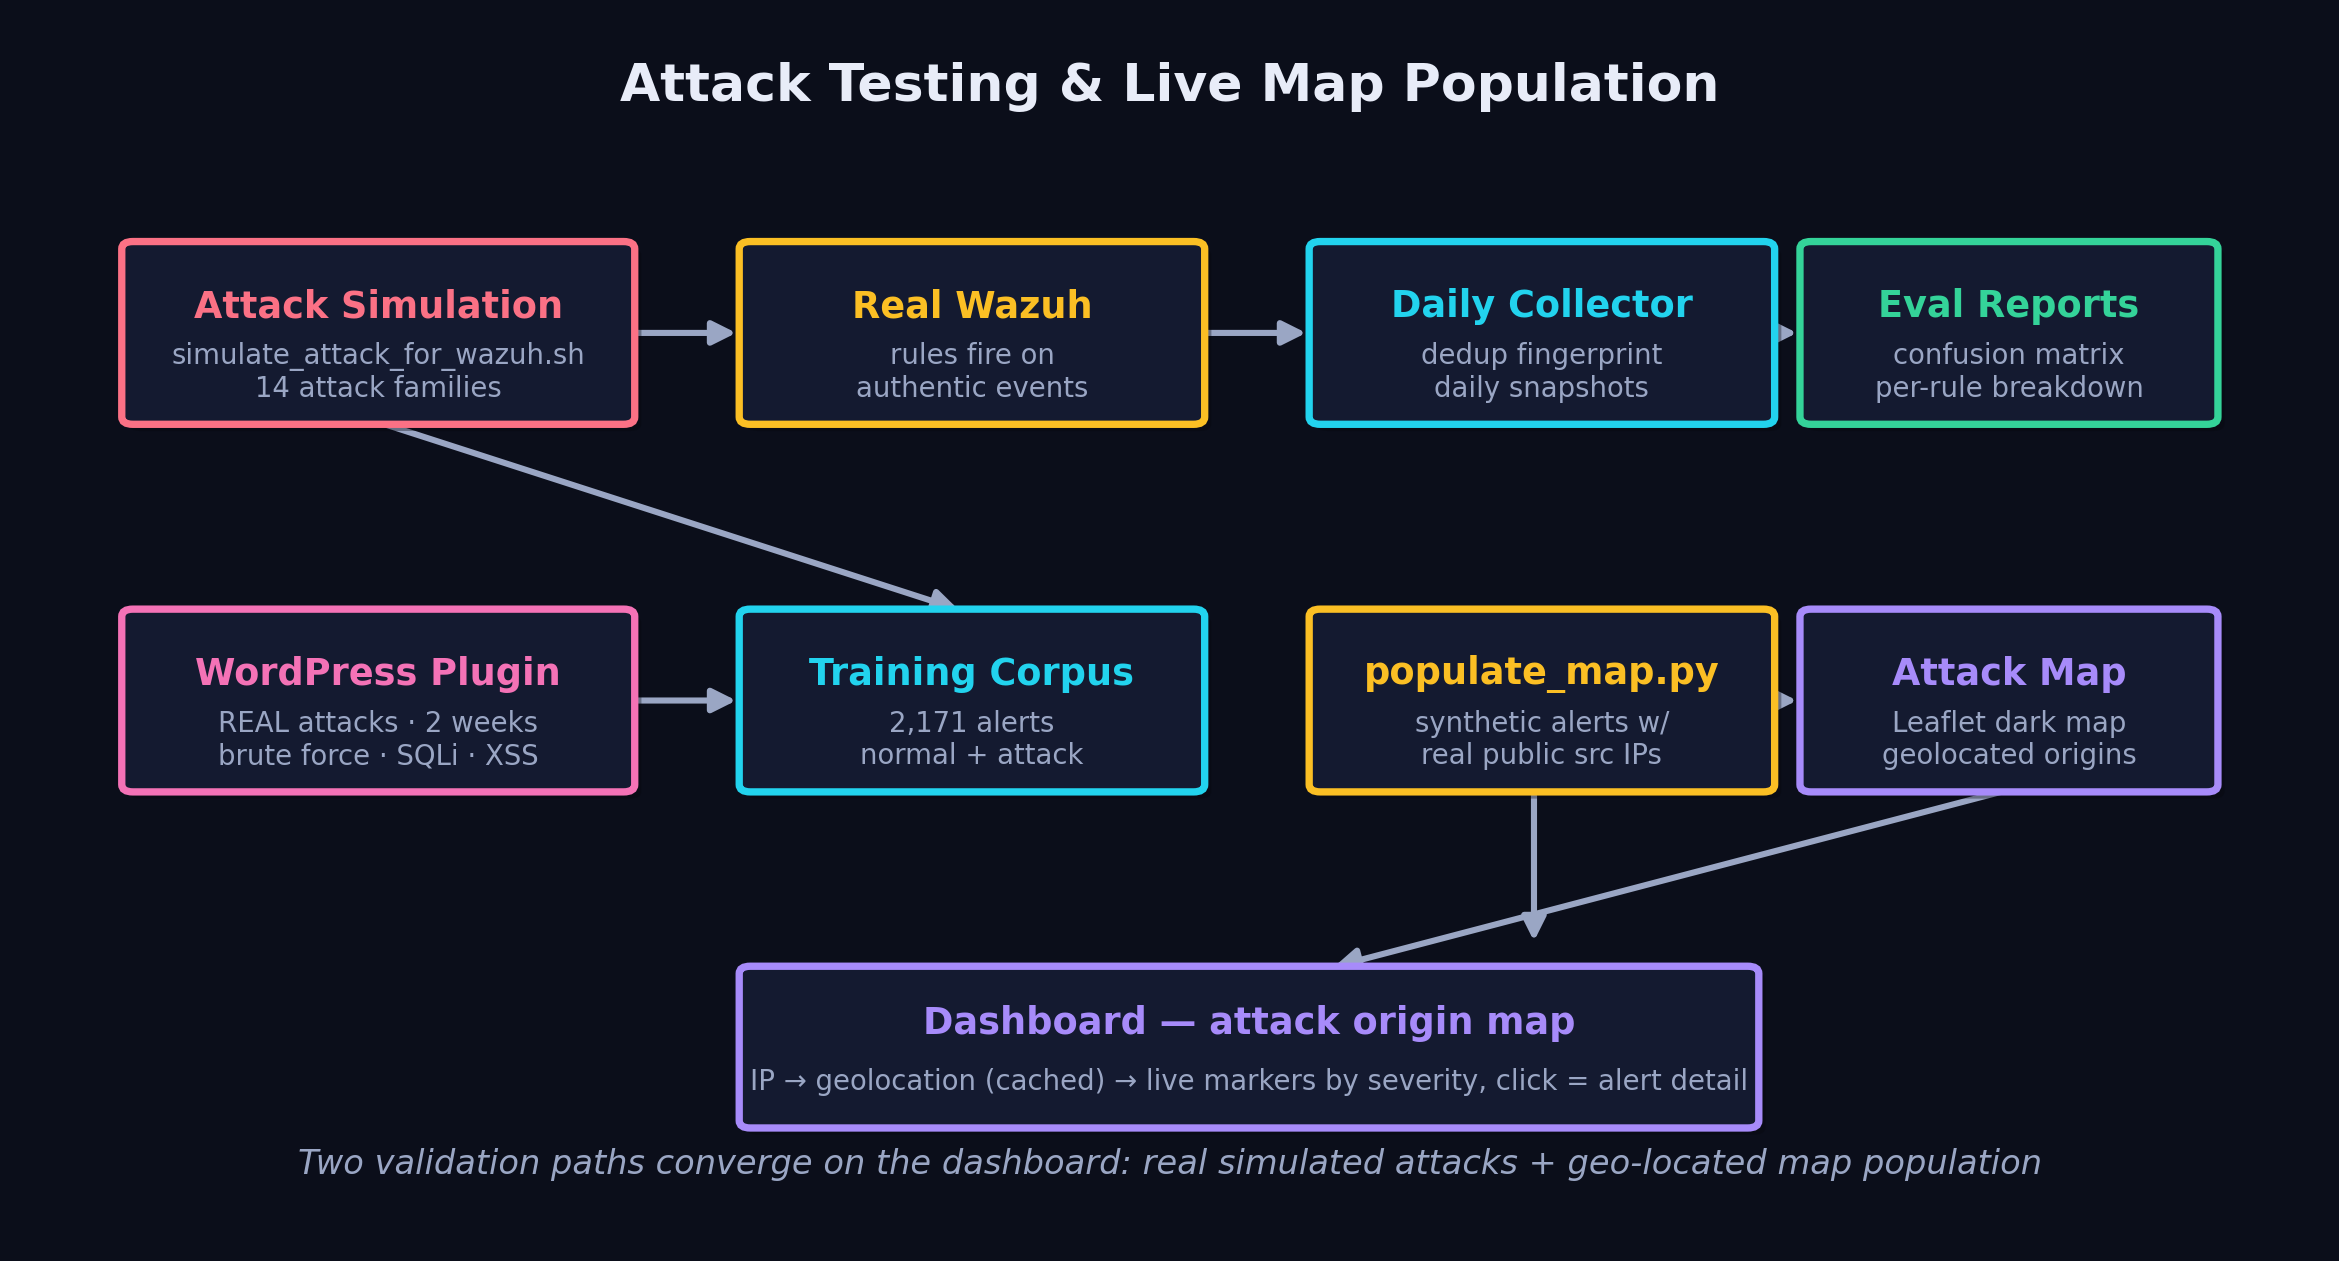 Attack Testing & Live Map Population
Attack Simulation
simulate_attack_for_wazuh.sh
14 attack families
Real Wazuh
rules fire on
authentic events
Daily Collector
dedup fingerprint
daily snapshots
Eval Reports
confusion matrix
per-rule breakdown
WordPress Plugin
REAL attacks · 2 weeks
brute force · SQLi · XSS
Training Corpus
2,171 alerts
normal + attack
populate_map.py
synthetic alerts w/
real public src IPs
Attack Map
Leaflet dark map
geolocated origins
Dashboard — attack origin map
IP → geolocation (cached) → live markers by severity, click = alert detail
Two validation paths converge on the dashboard: real simulated attacks + geo-located map population